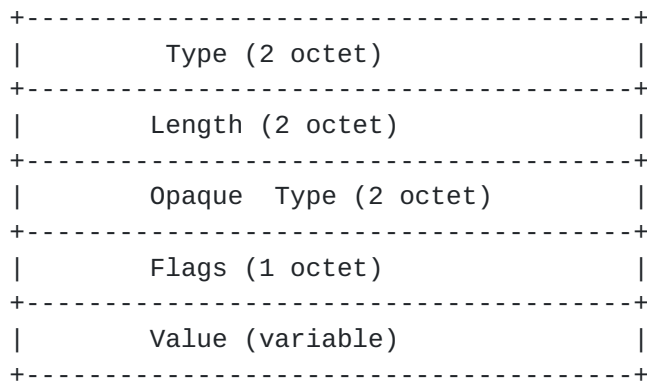 +---------------------------------------+
|         Type (2 octet)                |
+---------------------------------------+
|        Length (2 octet)               |
+---------------------------------------+
|        Opaque  Type (2 octet)         |
+---------------------------------------+
|        Flags (1 octet)                |
+---------------------------------------+
|        Value (variable)               |
+---------------------------------------+